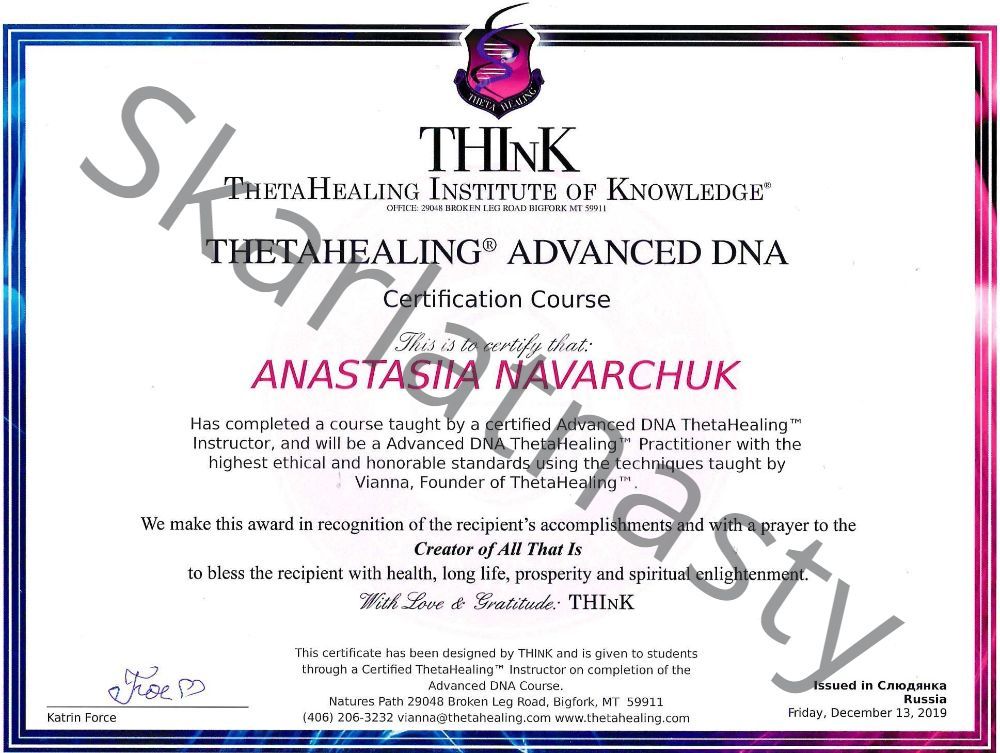 THETA HEALING
THInK
THETAHEALING INSTITUTE OF KNOWLEDGE®
OFFICE: 29048 BROKEN LEG ROAD BIGFORK MT 59911
THETAHEALING® ADVANCED DNA
Certification Course
This is to certify that:
ANASTASIIA NAVARCHUK
Has completed a course taught by a certified Advanced DNA ThetaHealing™
Instructor, and will be a Advanced DNA ThetaHealing™ Practitioner with the
highest ethical and honorable standards using the techniques taught by
Vianna, Founder of ThetaHealing™.
We make this award in recognition of the recipient's accomplishments and with a prayer to the
Creator of All That Is
to bless the recipient with health, long life, prosperity and spiritual enlightenment.
With Love & Gratitude: THInK
This certificate has been designed by THINK and is given to students
through a Certified ThetaHealing™ Instructor on completion of the
Advanced DNA Course.
Natures Path 29048 Broken Leg Road, Bigfork, MT 59911
(406) 206-3232 vianna@thetahealing.com www.thetahealing.com
Katrin Force
Issued in Слюдянка
Russia
Friday, December 13, 2019
Skarlatnasty